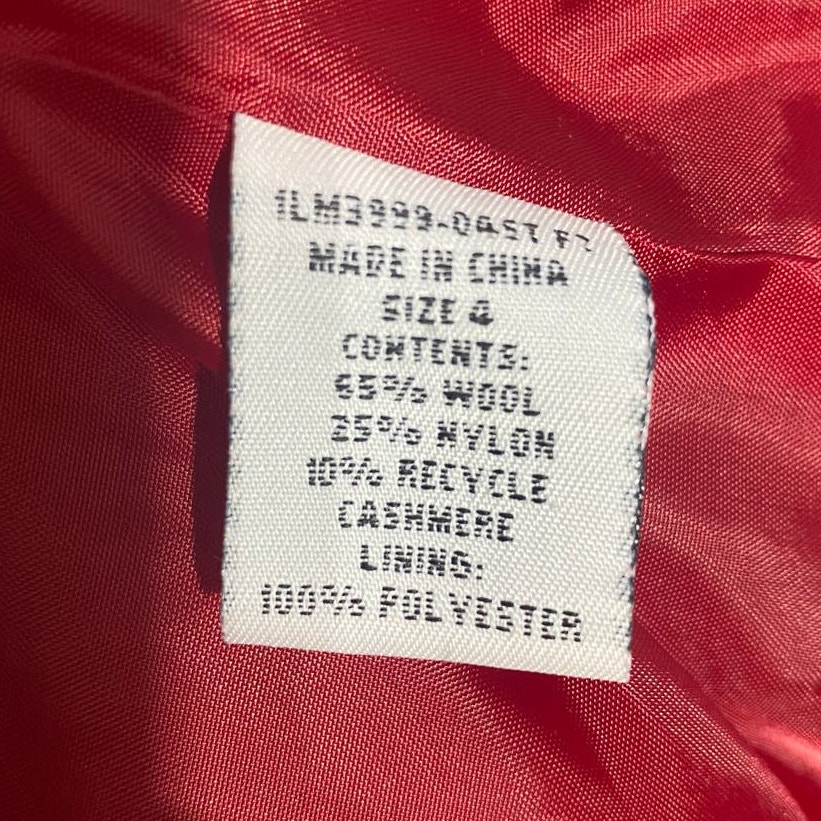 MADE IN CHINA
SIZE 4
CONTENTS:
65% WOOL
25% NYLON
10% RECYCLE
CASHMERE
LINING:
100% POLYESTER